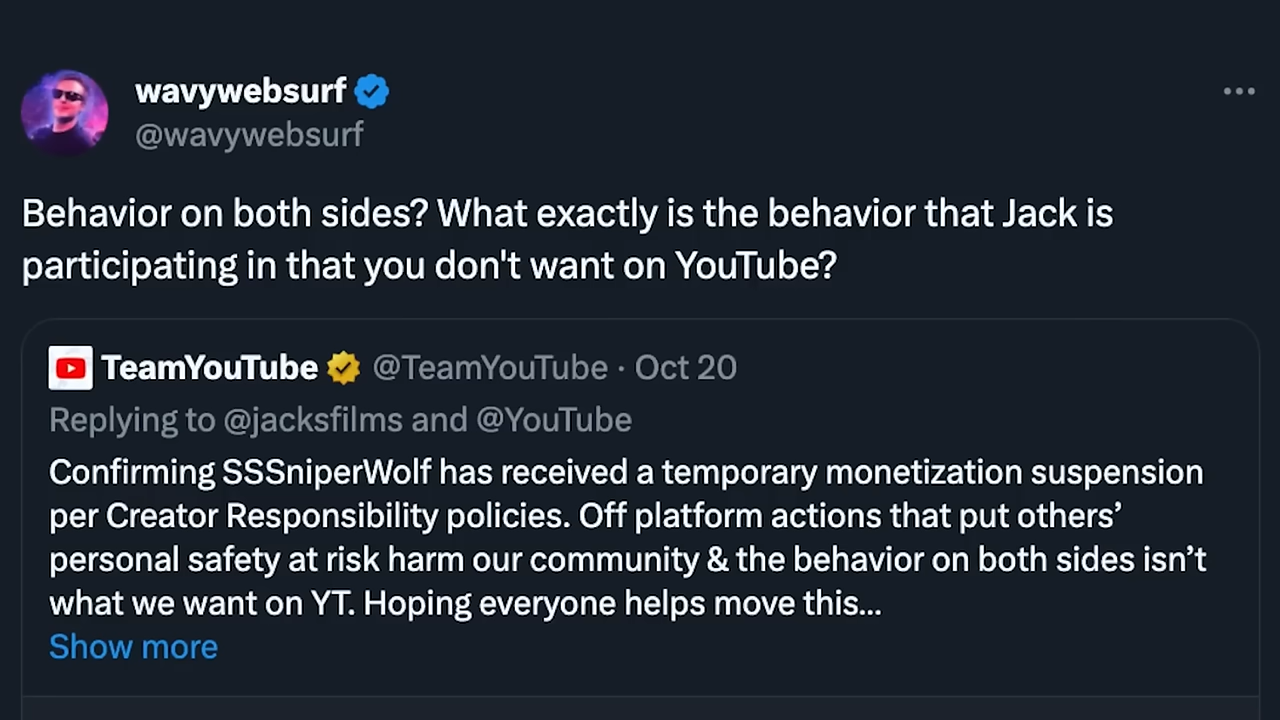 wavywebsurf
@wavywebsurf
Behavior on both sides? What exactly is the behavior that Jack is
participating in that you don't want on YouTube?
TeamYouTube @TeamYouTube · Oct 20
Replying to @jacksfilms and @YouTube
Confirming SSSniperWolf has received a temporary monetization suspension
per Creator Responsibility policies. Off platform actions that put others’
personal safety at risk harm our community & the behavior on both sides isn’t
what we want on YT. Hoping everyone helps move this...
Show more